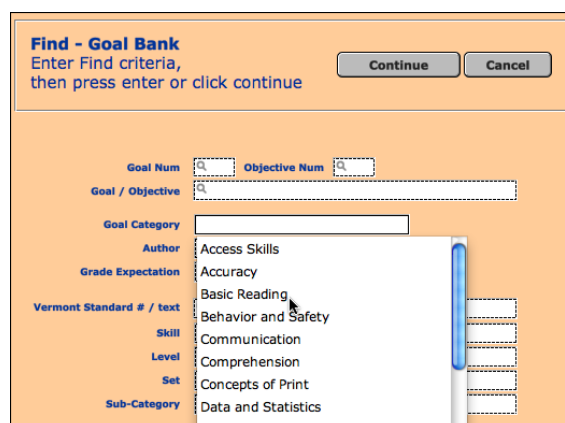 Find - Goal Bank
Enter Find criteria,
then press enter or click continue
Continue
Cancel
Goal Num
Objective Num
Goal / Objective
Goal Category
Author
Access Skills
Grade Expectation
Accuracy
Basic Reading
Vermont Standard # / text
Behavior and Safety
Skill
Communication
Level
Comprehension
Set
Concepts of Print
Sub-Category
Data and Statistics